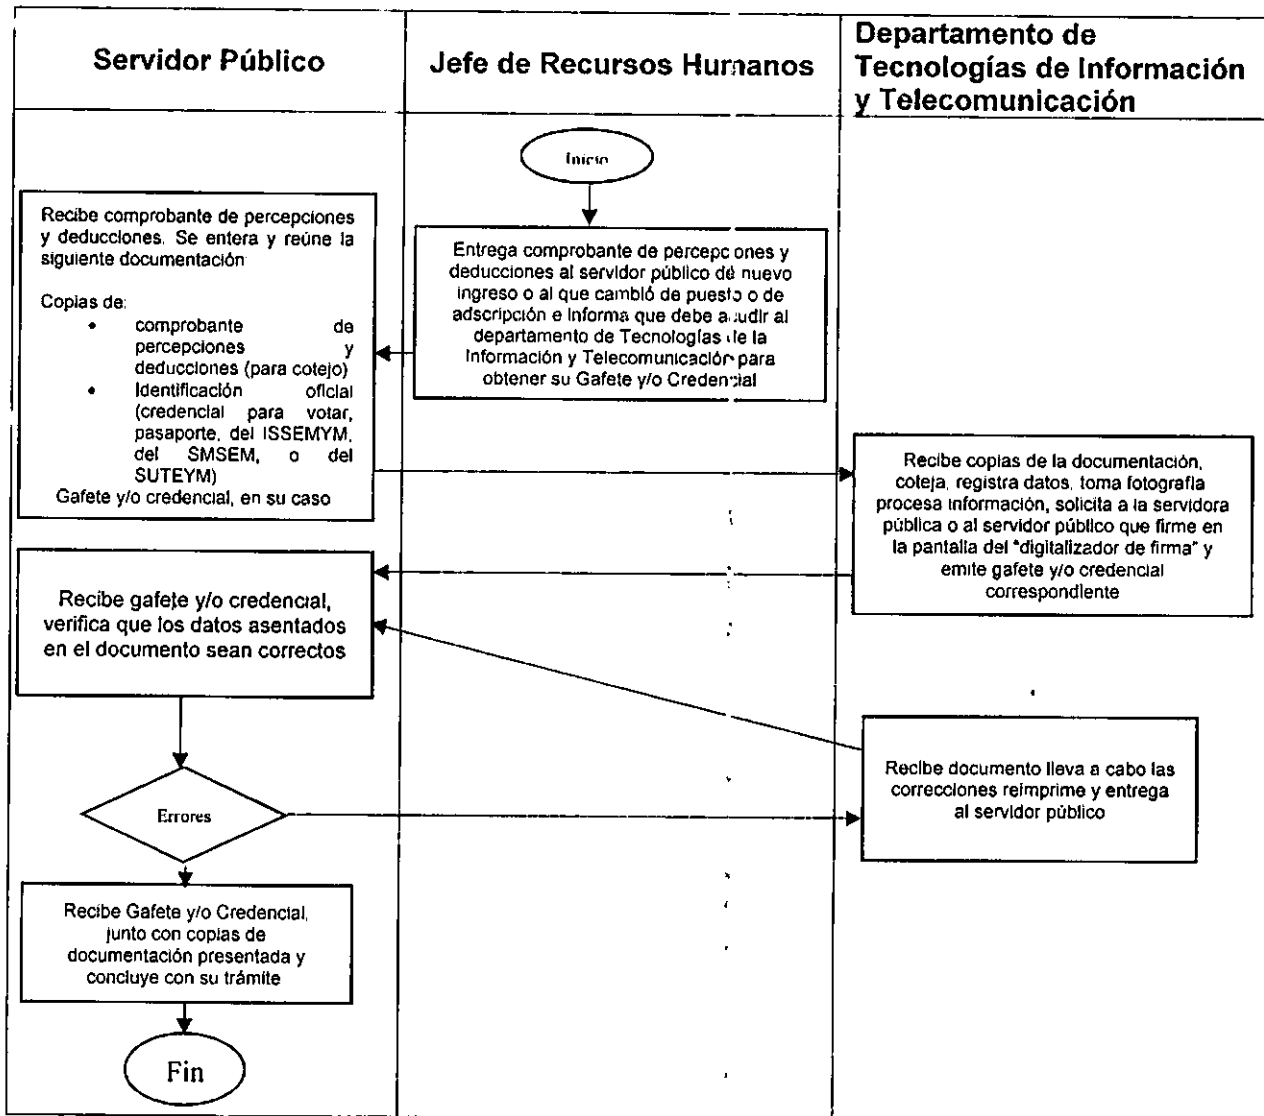 Servidor Público
Jefe de Recursos Humanos
Departamento de
Tecnologías de Información
y Telecomunicación
Inicio
Entrega comprobante de percepciones y
deducciones al servidor público de nuevo
ingreso o al que cambió de puesto o de
adscripción e informa que debe acudir al
departamento de Tecnologías de la
Información y Telecomunicación para
obtener su Gafete y/o Credencial
Recibe comprobante de percepciones
y deducciones. Se entera y reúne la
siguiente documentación
Copias de:
• comprobante de
percepciones y
deducciones (para cotejo)
• Identificación oficial
(credencial para votar,
pasaporte, del ISSEMYM,
del SMSEM, o del
SUTEYM)
Gafete y/o credencial, en su caso
Recibe copias de la documentación,
coteja, registra datos, toma fotografía
procesa información, solicita a la servidora
pública o al servidor público que firme en
la pantalla del "digitalizador de firma" y
emite gafete y/o credencial
correspondiente
Recibe gafete y/o credencial,
verifica que los datos asentados
en el documento sean correctos
Errores
Recibe documento lleva a cabo las
correcciones reimprime y entrega
al servidor público
Recibe Gafete y/o Credencial,
junto con copias de
documentación presentada y
concluye con su trámite
Fin